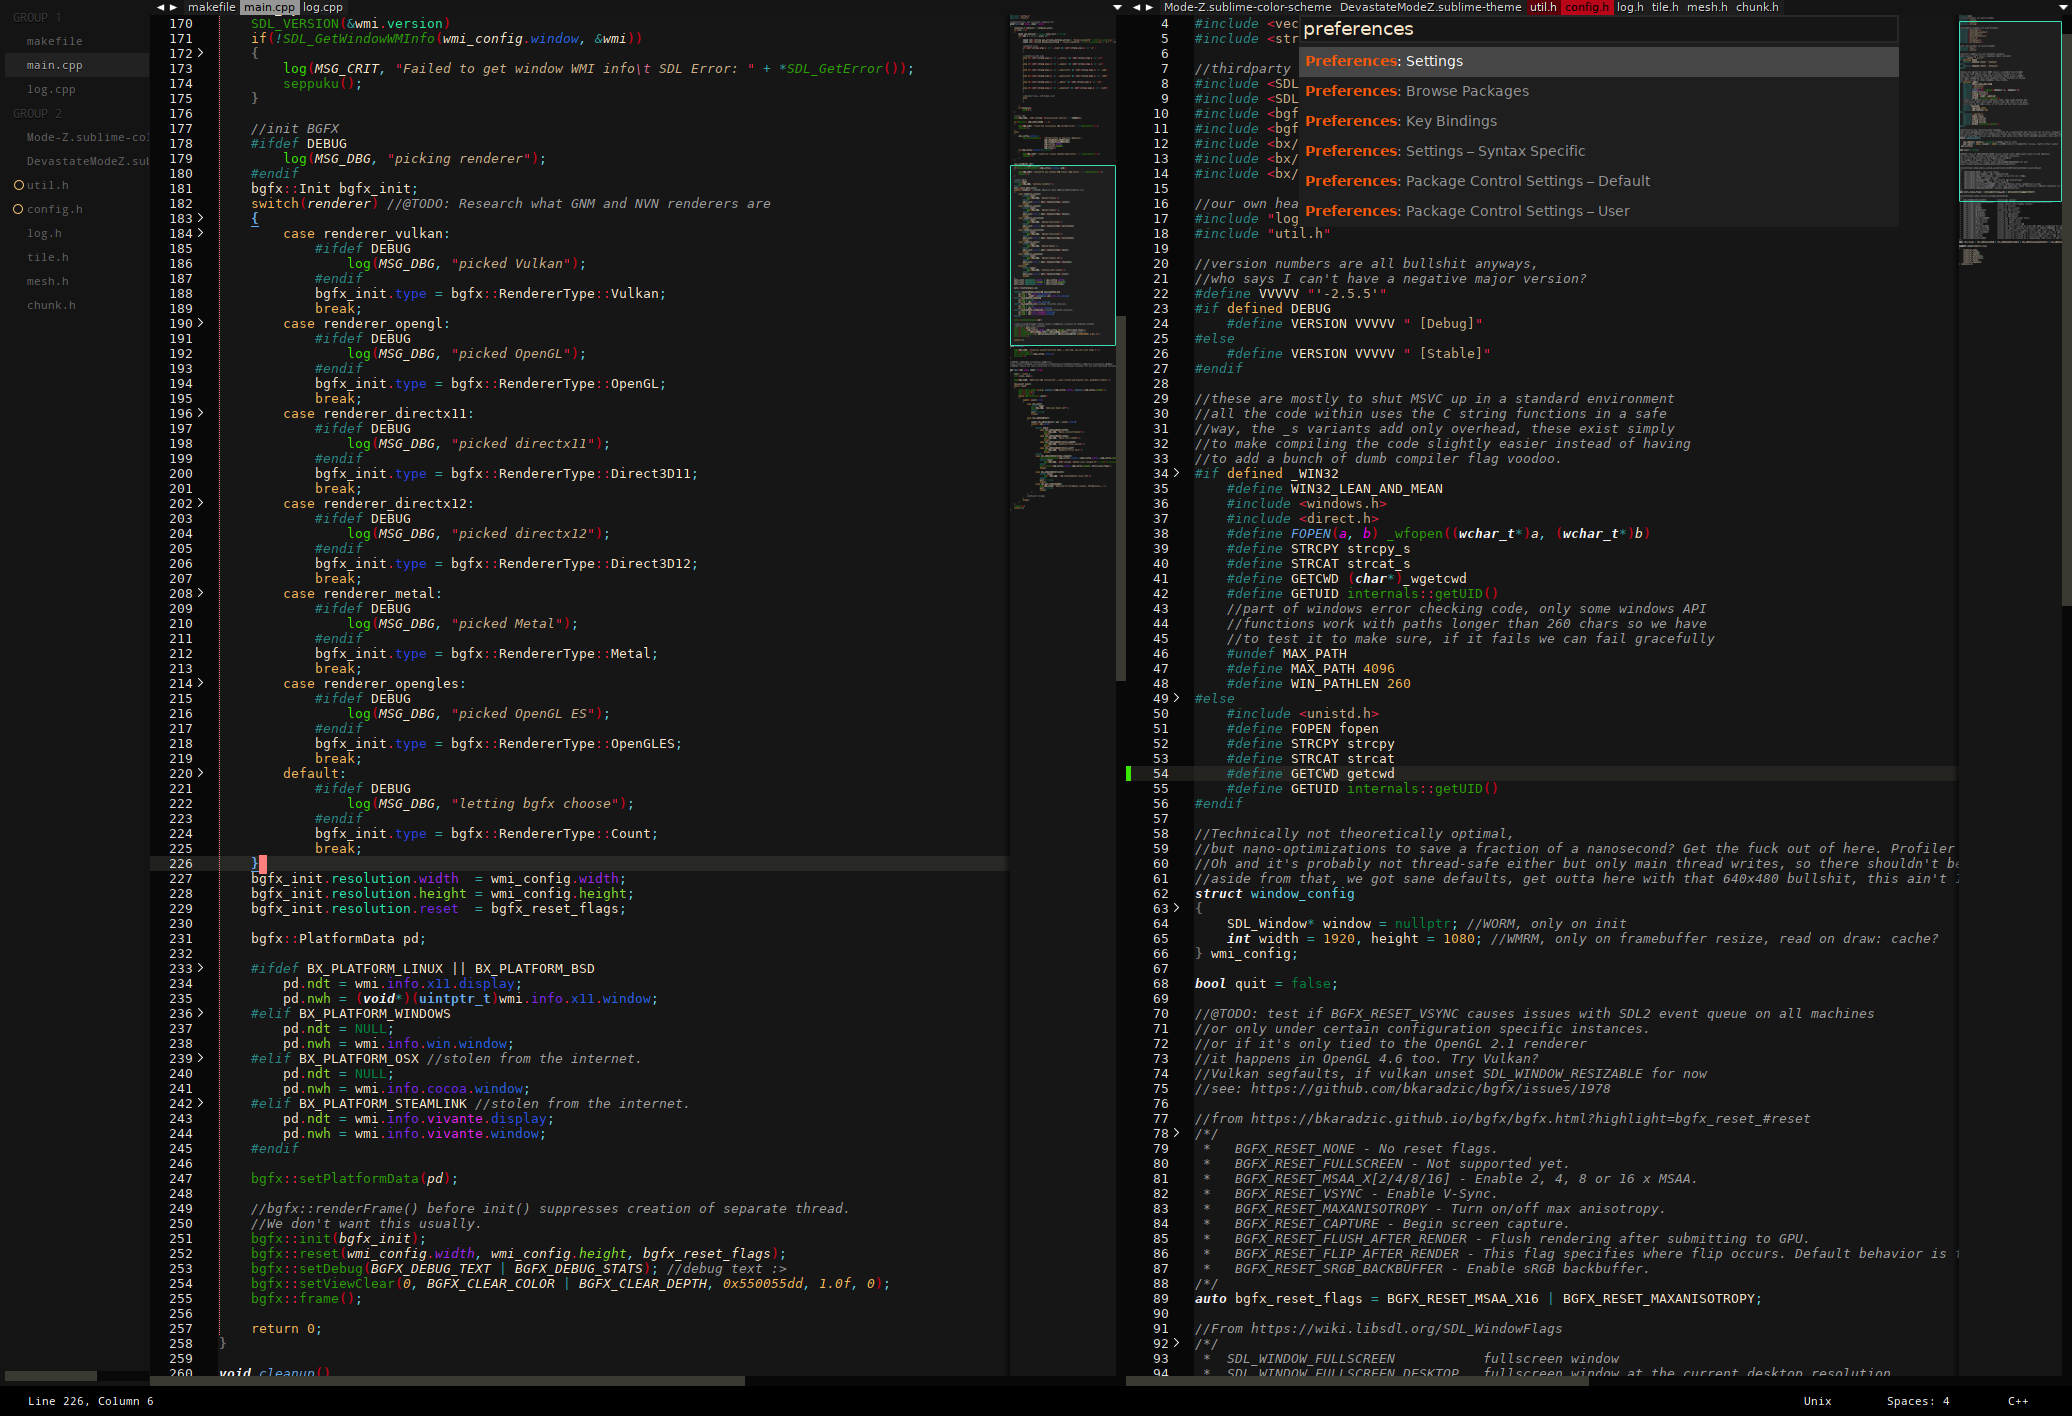 GROUP 1
makefile
main.cpp
log.cpp
GROUP 2
Mode-Z.sublime-co
DevastateModeZ.sub
util.h
config.h
log.h
tile.h
mesh.h
chunk.h
makefile main.cpp log.cpp
170 SDL_VERSION(&wmi.version)
171 if(!SDL_GetWindowWMInfo(wmi_config.window, &wmi))
172 {
173 log(MSG_CRIT, "Failed to get window WMI info\t SDL Error: " + *SDL_GetError());
174 seppuku();
175 }
176
177 //init BGFX
178 #ifdef DEBUG
179 log(MSG_DBG, "picking renderer");
180 #endif
181 bgfx::Init bgfx_init;
182 switch(renderer) //@TODO: Research what GNM and NVN renderers are
183 {
184 case renderer_vulkan:
185 #ifdef DEBUG
186 log(MSG_DBG, "picked Vulkan");
187 #endif
188 bgfx_init.type = bgfx::RendererType::Vulkan;
189 break;
190 case renderer_opengl:
191 #ifdef DEBUG
192 log(MSG_DBG, "picked OpenGL");
193 #endif
194 bgfx_init.type = bgfx::RendererType::OpenGL;
195 break;
196 case renderer_directx11:
197 #ifdef DEBUG
198 log(MSG_DBG, "picked directx11");
199 #endif
200 bgfx_init.type = bgfx::RendererType::Direct3D11;
201 break;
202 case renderer_directx12:
203 #ifdef DEBUG
204 log(MSG_DBG, "picked directx12");
205 #endif
206 bgfx_init.type = bgfx::RendererType::Direct3D12;
207 break;
208 case renderer_metal:
209 #ifdef DEBUG
210 log(MSG_DBG, "picked Metal");
211 #endif
212 bgfx_init.type = bgfx::RendererType::Metal;
213 break;
214 case renderer_opengles:
215 #ifdef DEBUG
216 log(MSG_DBG, "picked OpenGL ES");
217 #endif
218 bgfx_init.type = bgfx::RendererType::OpenGLES;
219 break;
220 default:
221 #ifdef DEBUG
222 log(MSG_DBG, "letting bgfx choose");
223 #endif
224 bgfx_init.type = bgfx::RendererType::Count;
225 break;
226 }
227 bgfx_init.resolution.width = wmi_config.width;
228 bgfx_init.resolution.height = wmi_config.height;
229 bgfx_init.resolution.reset = bgfx_reset_flags;
230
231 bgfx::PlatformData pd;
232
233 #ifdef BX_PLATFORM_LINUX || BX_PLATFORM_BSD
234 pd.ndt = wmi.info.x11.display;
235 pd.nwh = (void*)(uintptr_t)wmi.info.x11.window;
236 #elif BX_PLATFORM_WINDOWS
237 pd.ndt = NULL;
238 pd.nwh = wmi.info.win.window;
239 #elif BX_PLATFORM_OSX //stolen from the internet.
240 pd.ndt = NULL;
241 pd.nwh = wmi.info.cocoa.window;
242 #elif BX_PLATFORM_STEAMLINK //stolen from the internet.
243 pd.ndt = wmi.info.vivante.display;
244 pd.nwh = wmi.info.vivante.window;
245 #endif
246
247 bgfx::setPlatformData(pd);
248
249 //bgfx::renderFrame() before init() suppresses creation of separate thread.
250 //We don't want this usually.
251 bgfx::init(bgfx_init);
252 bgfx::reset(wmi_config.width, wmi_config.height, bgfx_reset_flags);
253 bgfx::setDebug(BGFX_DEBUG_TEXT | BGFX_DEBUG_STATS); //debug text :>
254 bgfx::setViewClear(0, BGFX_CLEAR_COLOR | BGFX_CLEAR_DEPTH, 0x550055dd, 1.0f, 0);
255 bgfx::frame();
256
257 return 0;
258 }
259
260 void cleanup()
Mode-Z.sublime-color-scheme DevastateModeZ.sublime-theme util.h config.h log.h tile.h mesh.h chunk.h
preferences
Preferences: Settings
Preferences: Browse Packages
Preferences: Key Bindings
Preferences: Settings – Syntax Specific
Preferences: Package Control Settings – Default
Preferences: Package Control Settings – User
4 #include <vec
5 #include <str
6
7 //thirdparty
8 #include <SDL
9 #include <SDL
10 #include <bgf
11 #include <bgf
12 #include <bx/
13 #include <bx/
14 #include <bx/
15
16 //our own hea
17 #include "log
18 #include "util.h"
19
20 //version numbers are all bullshit anyways,
21 //who says I can't have a negative major version?
22 #define VVVVV "'-2.5.5'"
23 #if defined DEBUG
24 #define VERSION VVVVV " [Debug]"
25 #else
26 #define VERSION VVVVV " [Stable]"
27 #endif
28
29 //these are mostly to shut MSVC up in a standard environment
30 //all the code within uses the C string functions in a safe
31 //way, the _s variants add only overhead, these exist simply
32 //to make compiling the code slightly easier instead of having
33 //to add a bunch of dumb compiler flag voodoo.
34 #if defined _WIN32
35 #define WIN32_LEAN_AND_MEAN
36 #include <windows.h>
37 #include <direct.h>
38 #define FOPEN(a, b) _wfopen((wchar_t*)a, (wchar_t*)b)
39 #define STRCPY strcpy_s
40 #define STRCAT strcat_s
41 #define GETCWD (char*)_wgetcwd
42 #define GETUID internals::getUID()
43 //part of windows error checking code, only some windows API
44 //functions work with paths longer than 260 chars so we have
45 //to test it to make sure, if it fails we can fail gracefully
46 #undef MAX_PATH
47 #define MAX_PATH 4096
48 #define WIN_PATHLEN 260
49 #else
50 #include <unistd.h>
51 #define FOPEN fopen
52 #define STRCPY strcpy
53 #define STRCAT strcat
54 #define GETCWD getcwd
55 #define GETUID internals::getUID()
56 #endif
57
58 //Technically not theoretically optimal,
59 //but nano-optimizations to save a fraction of a nanosecond? Get the fuck out of here. Profiler
60 //Oh and it's probably not thread-safe either but only main thread writes, so there shouldn't be
61 //aside from that, we got sane defaults, get outta here with that 640x480 bullshit, this ain't
62 struct window_config
63 {
64 SDL_Window* window = nullptr; //WORM, only on init
65 int width = 1920, height = 1080; //WMRM, only on framebuffer resize, read on draw: cache?
66 } wmi_config;
67
68 bool quit = false;
69
70 //@TODO: test if BGFX_RESET_VSYNC causes issues with SDL2 event queue on all machines
71 //or only under certain configuration specific instances.
72 //or if it's only tied to the OpenGL 2.1 renderer
73 //it happens in OpenGL 4.6 too. Try Vulkan?
74 //Vulkan segfaults, if vulkan unset SDL_WINDOW_RESIZABLE for now
75 //see: https://github.com/bkaradzic/bgfx/issues/1978
76
77 //from https://bkaradzic.github.io/bgfx/bgfx.html?highlight=bgfx_reset_#reset
78 /*/
79 * BGFX_RESET_NONE - No reset flags.
80 * BGFX_RESET_FULLSCREEN - Not supported yet.
81 * BGFX_RESET_MSAA_X[2/4/8/16] - Enable 2, 4, 8 or 16 x MSAA.
82 * BGFX_RESET_VSYNC - Enable V-Sync.
83 * BGFX_RESET_MAXANISOTROPY - Turn on/off max anisotropy.
84 * BGFX_RESET_CAPTURE - Begin screen capture.
85 * BGFX_RESET_FLUSH_AFTER_RENDER - Flush rendering after submitting to GPU.
86 * BGFX_RESET_FLIP_AFTER_RENDER - This flag specifies where flip occurs. Default behavior is
87 * BGFX_RESET_SRGB_BACKBUFFER - Enable sRGB backbuffer.
88 /*/
89 auto bgfx_reset_flags = BGFX_RESET_MSAA_X16 | BGFX_RESET_MAXANISOTROPY;
90
91 //From https://wiki.libsdl.org/SDL_WindowFlags
92 /*/
93 * SDL_WINDOW_FULLSCREEN fullscreen window
94 * SDL_WINDOW_FULLSCREEN_DESKTOP fullscreen window at the current desktop resolution
Line 226, Column 6
Unix Spaces: 4 C++